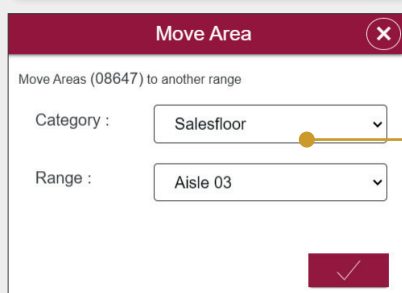 Move Area
Move Areas (08647) to another range
Category : Salesfloor
Range : Aisle 03